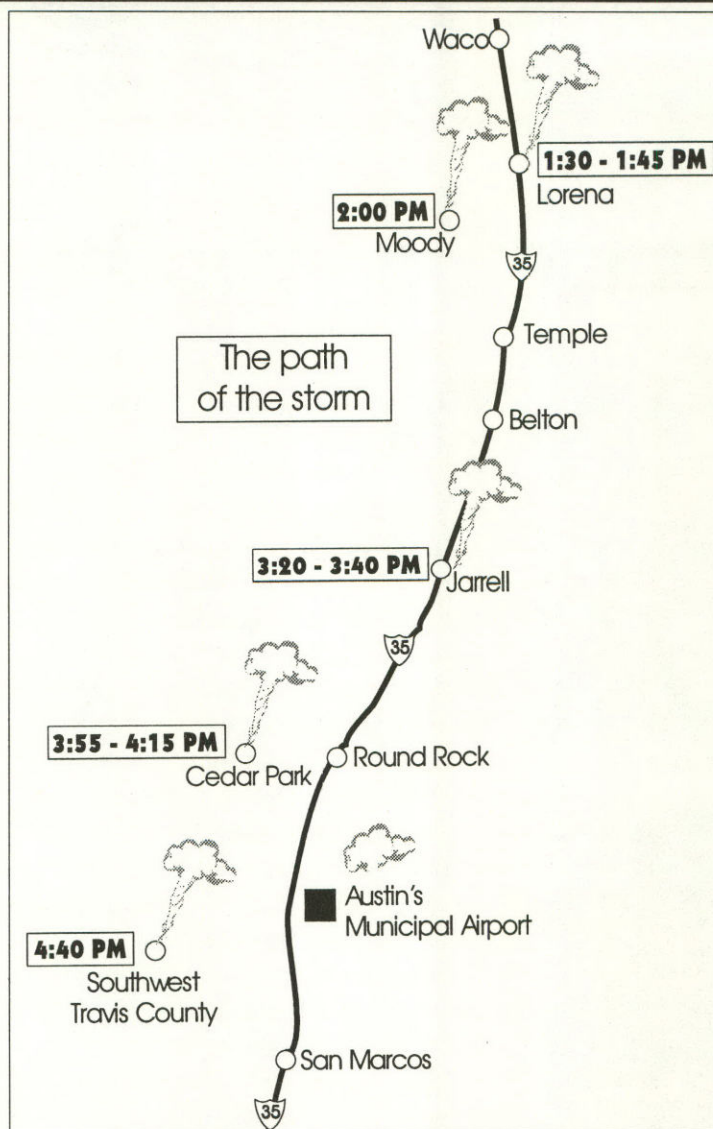 Waco
1:30 - 1:45 PM
Lorena
2:00 PM
Moody
35
Temple
The path
of the storm
Belton
3:20 - 3:40 PM
Jarrell
35
3:55 - 4:15 PM
Cedar Park
Round Rock
Austin's
Municipal Airport
4:40 PM
Southwest
Travis County
San Marcos
35